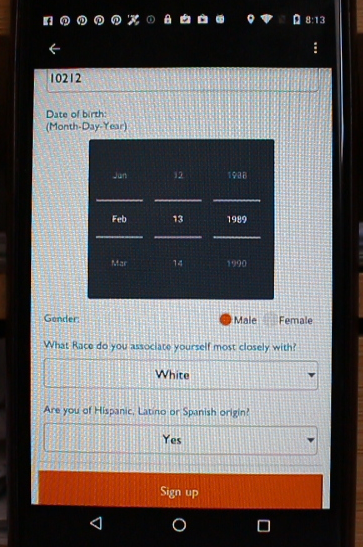 8:13
10212
Date of birth:
(Month-Day-Year)
Jun 12 1988
Feb 13 1989
Mar 14 1990
Gender: Male Female
What Race do you associate yourself most closely with?
White
Are you of Hispanic, Latino or Spanish origin?
Yes
Sign up